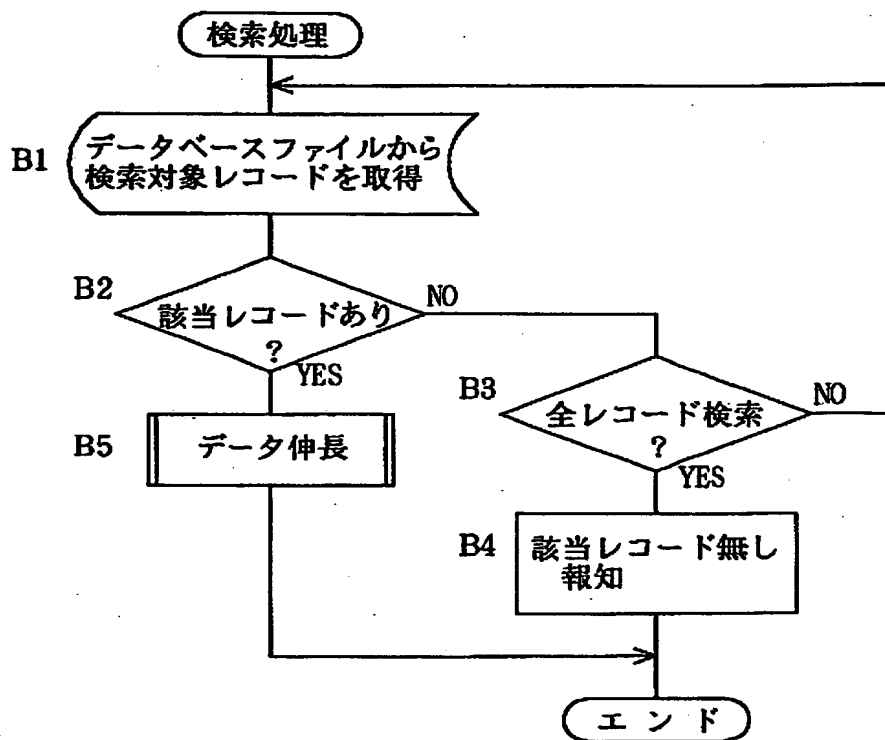 検索処理
B1
データベースファイルから
検索対象レコードを取得
B2
該当レコードあり
?
NO
YES
B3
全レコード検索
?
NO
YES
B5
データ伸長
B4
該当レコード無し
報知
エンド